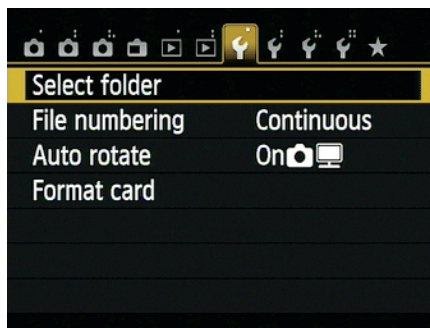 Select folder
File numbering Continuous
Auto rotate On
Format card